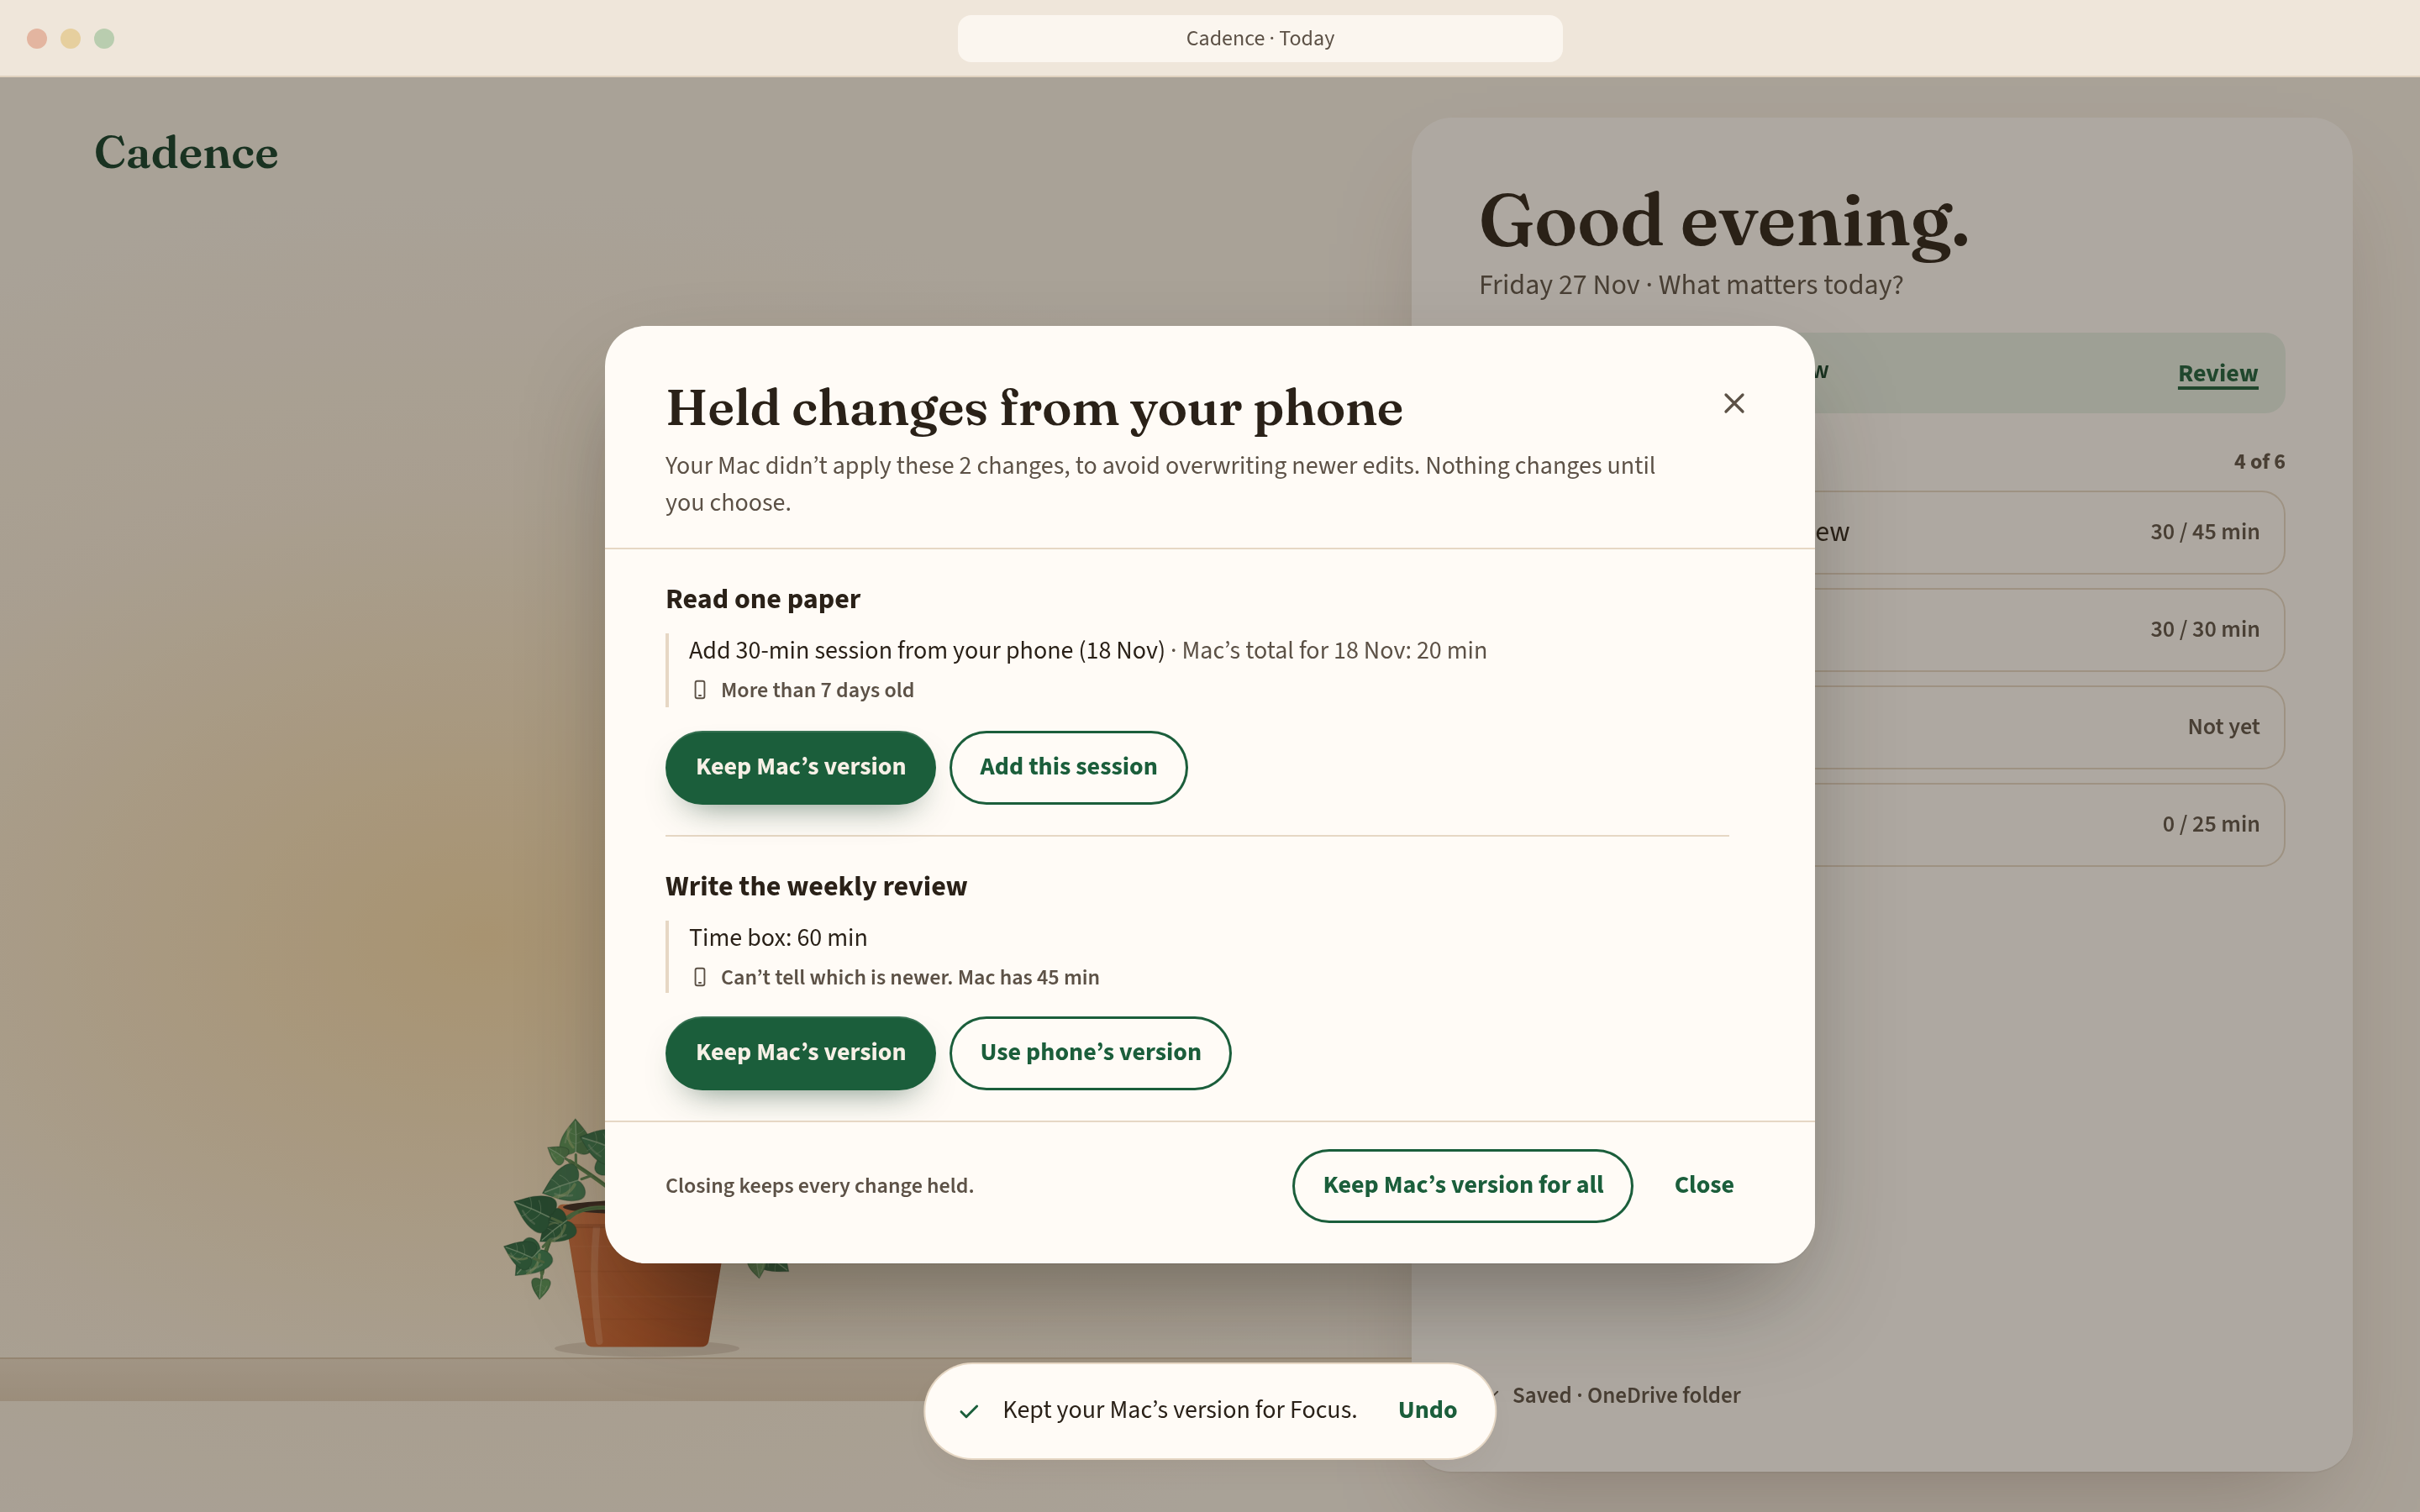 Cadence · Today
Cadence
Good evening.
Friday 27 Nov · What matters today?
Review
4 of 6
30 / 45 min
30 / 30 min
Not yet
0 / 25 min
Held changes from your phone
Your Mac didn’t apply these 2 changes, to avoid overwriting newer edits. Nothing changes until
you choose.
Read one paper
Add 30-min session from your phone (18 Nov) · Mac’s total for 18 Nov: 20 min
More than 7 days old
Keep Mac’s version
Add this session
Write the weekly review
Time box: 60 min
Can’t tell which is newer. Mac has 45 min
Keep Mac’s version
Use phone’s version
Closing keeps every change held.
Keep Mac’s version for all
Close
Kept your Mac’s version for Focus.
Undo
Saved · OneDrive folder